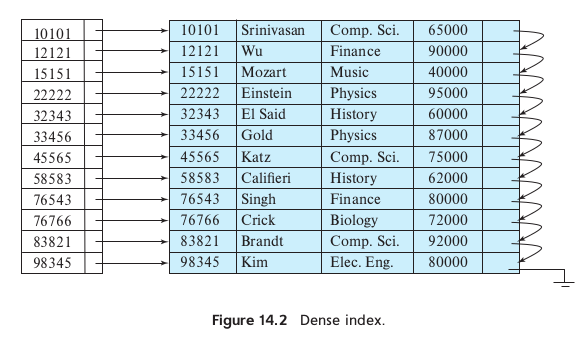 10101 10101 Srinivasan Comp. Sci. 65000
12121 12121 Wu Finance 90000
15151 15151 Mozart Music 40000
22222 22222 Einstein Physics 95000
32343 32343 El Said History 60000
33456 33456 Gold Physics 87000
45565 45565 Katz Comp. Sci. 75000
58583 58583 Califieri History 62000
76543 76543 Singh Finance 80000
76766 76766 Crick Biology 72000
83821 83821 Brandt Comp. Sci. 92000
98345 98345 Kim Elec. Eng. 80000
Figure 14.2 Dense index.